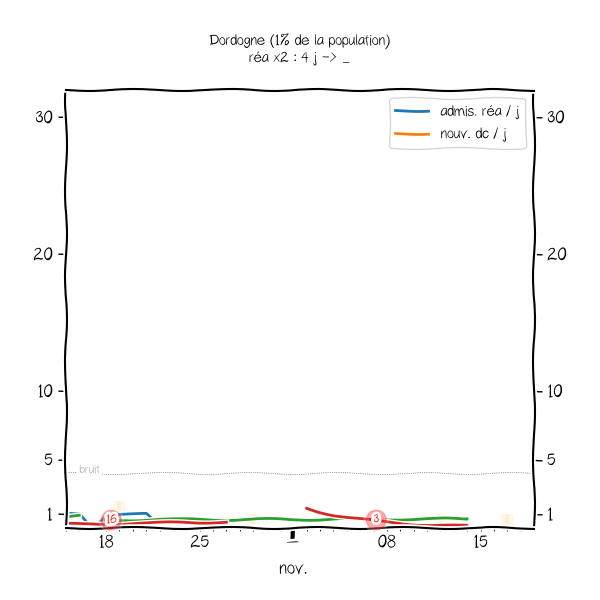 Dordogne (1% de la population)
réa x2 : 4 j -> _
admis. réa / j
nouv. dc / j
30
30
20
20
10
10
5
5
bruit
1
1
16
3
18
25
1
08
15
nov.